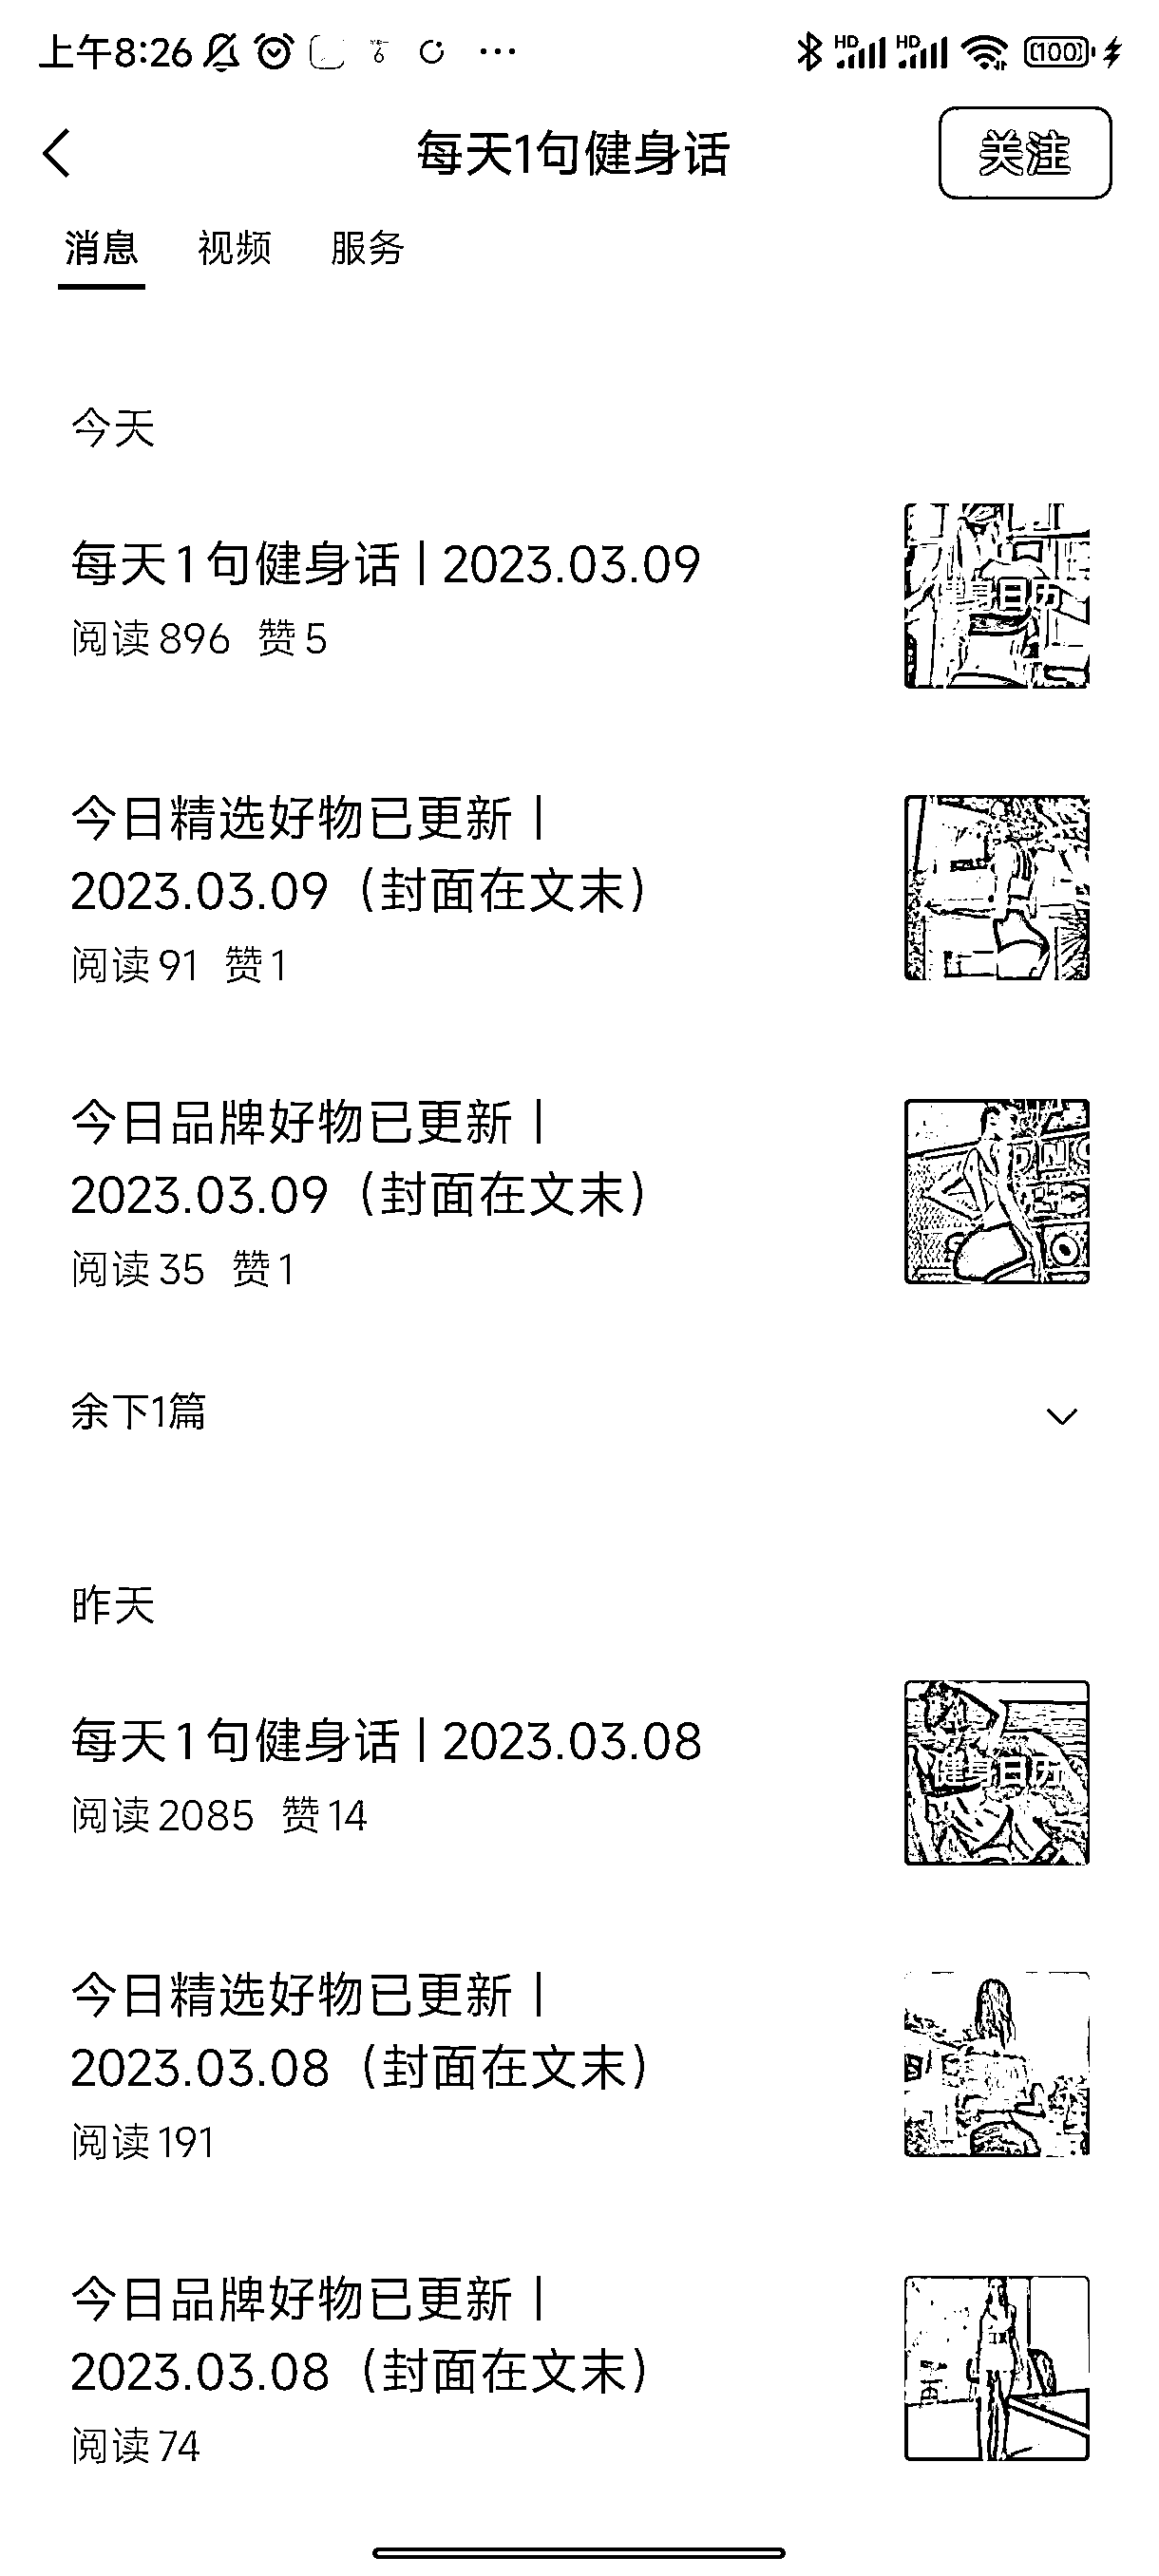 上午8:26
HD HD 100
每天1句健身话
关注
消息 视频 服务
今天
每天1句健身话 | 2023.03.09
阅读 896 赞 5
健身日历
今日精选好物已更新 |
2023.03.09（封面在文末）
阅读 91 赞 1
今日品牌好物已更新 |
2023.03.09（封面在文末）
阅读 35 赞 1
余下1篇
昨天
每天1句健身话 | 2023.03.08
阅读 2085 赞 14
健身日历
今日精选好物已更新 |
2023.03.08（封面在文末）
阅读 191
今日品牌好物已更新 |
2023.03.08（封面在文末）
阅读 74